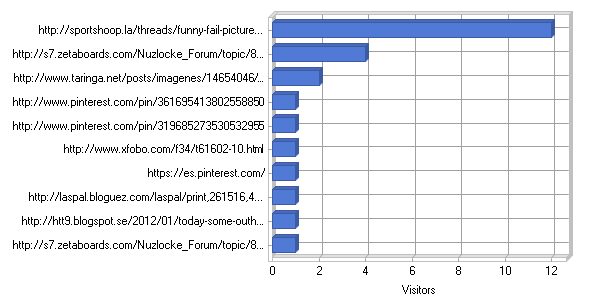 http://sportshoop.la/threads/funny-fail-picture...
http://s7.zetaboards.com/Nuzlocke_Forum/topic/8...
http://www.taringa.net/posts/imagenes/14654046/...
http://www.pinterest.com/pin/361695413802558850
http://www.pinterest.com/pin/319685273530532955
http://www.xfobo.com/f34/t61602-10.html
https://es.pinterest.com/
http://laspal.bloguez.com/laspal/print,261516,4...
http://htt9.blogspot.se/2012/01/today-some-outh...
http://s7.zetaboards.com/Nuzlocke_Forum/topic/8...
0 2 4 6 8 10 12
Visitors